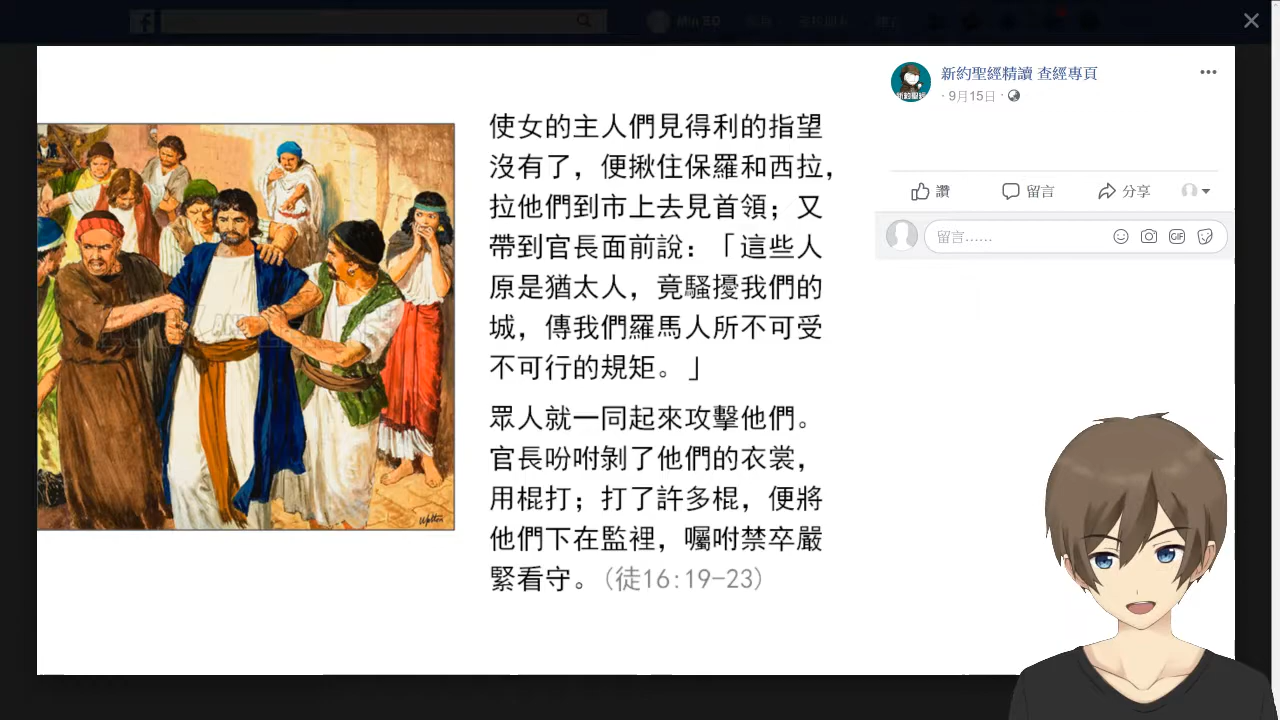 Min Bo
使女的主人們見得利的指望
沒有了，便揪住保羅和西拉，
拉他們到市上去見首領；又
帶到官長面前說：「這些人
原是猶太人，竟騷擾我們的
城，傳我們羅馬人所不可受
不可行的規矩。」
眾人就一同起來攻擊他們。
官長吩咐剝了他們的衣裳，
用棍打；打了許多棍，便將
他們下在監裡，囑咐禁卒嚴
緊看守。（徒16:19-23）
新約聖經精讀 查經專頁
· 9月15日 ·
讚 留言 分享
留言…… GIF
新約聖經